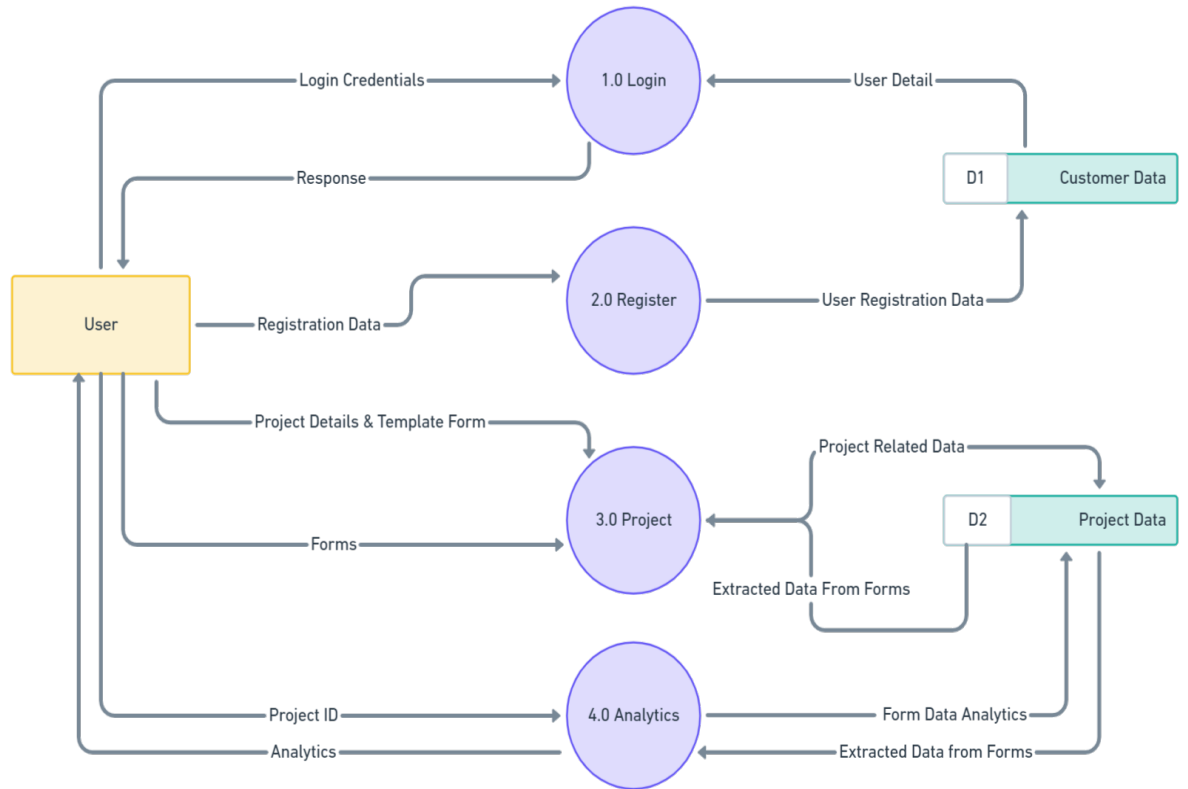 1.0 Login
Login Credentials
User Detail
Response
D1
Customer Data
2.0 Register
User Registration Data
User
Registration Data
Project Details & Template Form
Project Related Data
3.0 Project
D2
Project Data
Forms
Extracted Data From Forms
Project ID
4.0 Analytics
Form Data Analytics
Analytics
Extracted Data from Forms